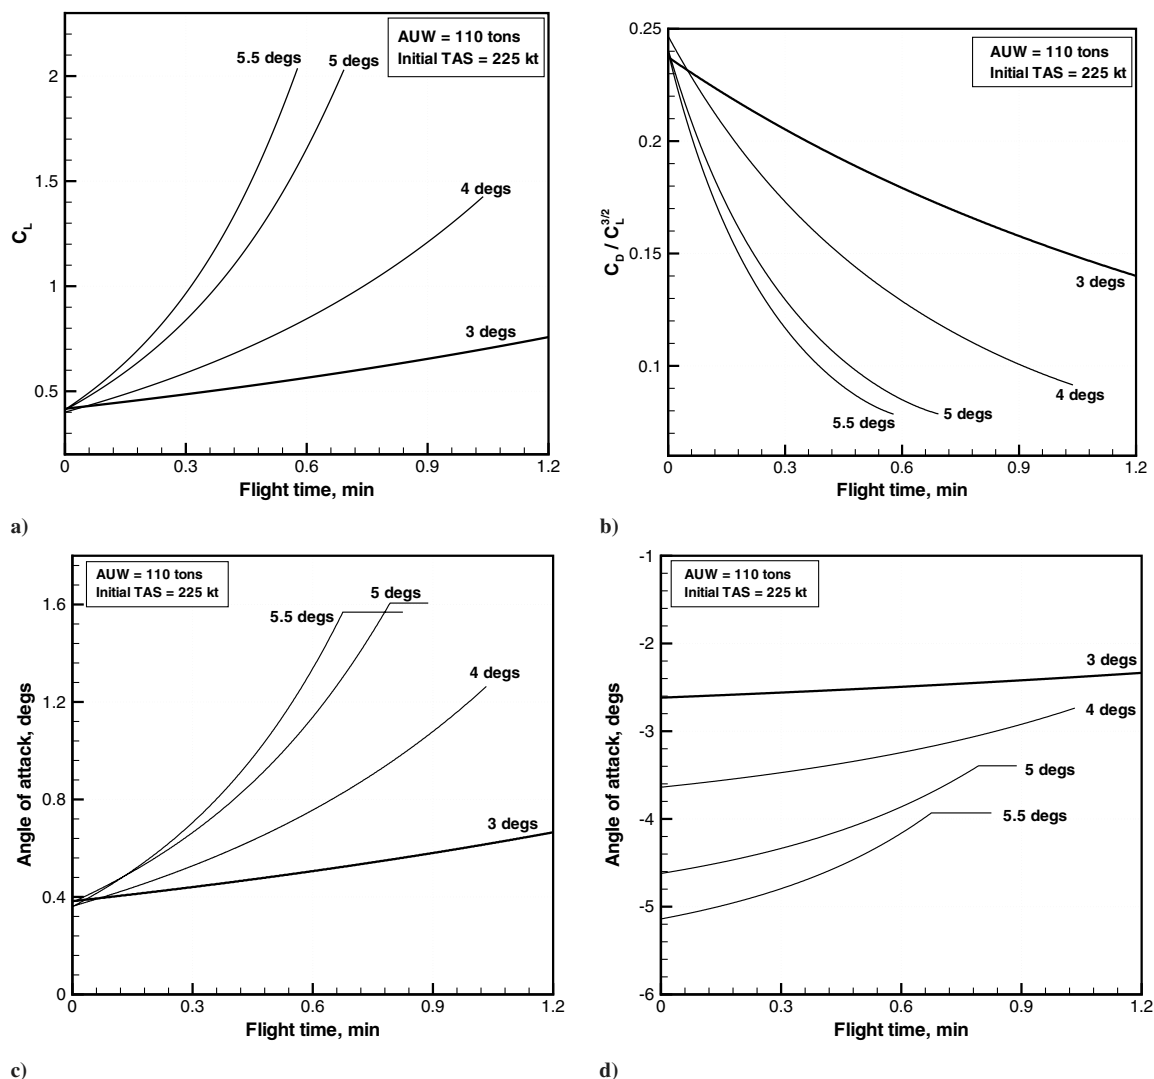 AUW = 110 tons
Initial TAS = 225 kt
5.5 degs
5 degs
4 degs
3 degs
2
1.5
1
0.5
C_L
0
0.3
0.6
0.9
1.2
Flight time, min
a)
0.25
AUW = 110 tons
Initial TAS = 225 kt
0.2
0.15
0.1
C_D / C_L^3/2
3 degs
4 degs
5 degs
5.5 degs
0
0.3
0.6
0.9
1.2
Flight time, min
b)
AUW = 110 tons
Initial TAS = 225 kt
5 degs
5.5 degs
4 degs
3 degs
1.6
1.2
0.8
0.4
0
Angle of attack, degs
0
0.3
0.6
0.9
1.2
Flight time, min
c)
-1
AUW = 110 tons
Initial TAS = 225 kt
-2
-3
-4
-5
-6
Angle of attack, degs
3 degs
4 degs
5 degs
5.5 degs
0
0.3
0.6
0.9
1.2
Flight time, min
d)